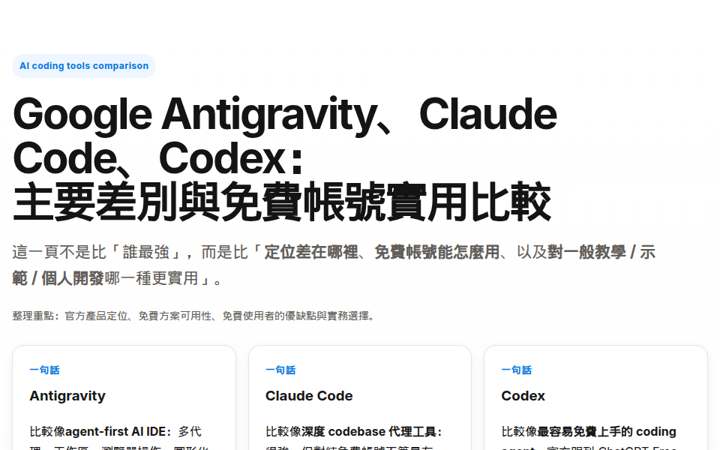 AI coding tools comparison
Google Antigravity、Claude
Code、Codex：
主要差別與免費帳號實用比較
這一頁不是比「誰最強」，而是比「定位差在哪裡、免費帳號能怎麼用、以及對一般教學 / 示
範 / 個人開發哪一種更實用」。
整理重點：官方產品定位、免費方案可用性、免費使用者的優缺點與實務選擇。
一句話
Antigravity
比較像agent-first AI IDE：多代
一句話
Claude Code
比較像深度 codebase 代理工具：
一句話
Codex
比較像最容易免費上手的 coding